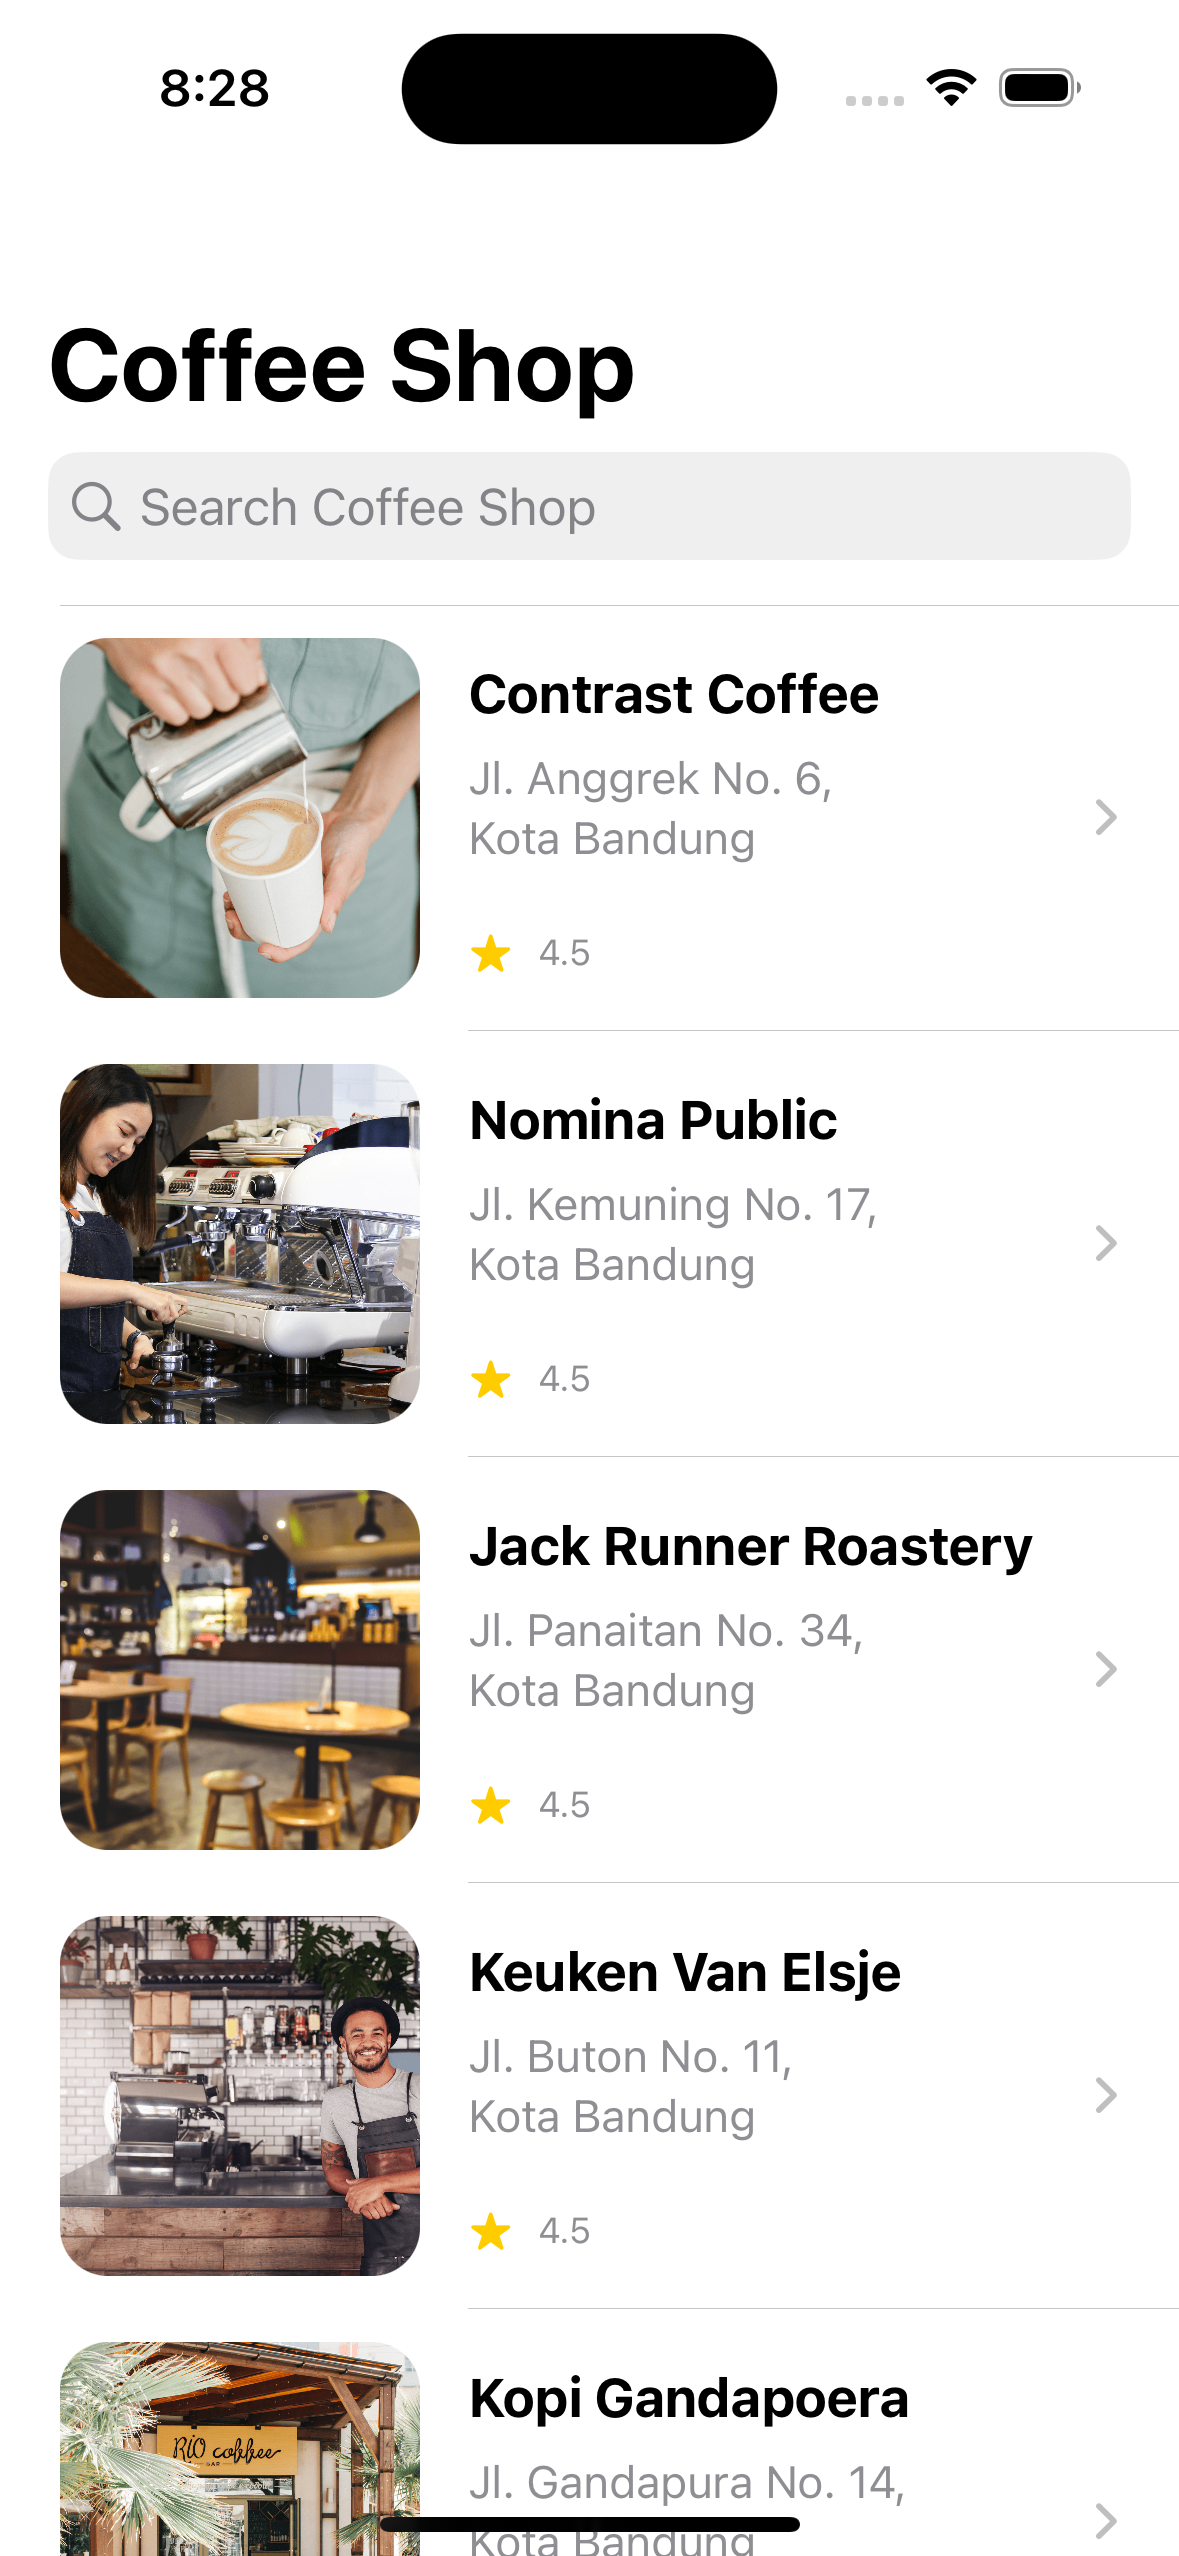 8:28
Coffee Shop
Search Coffee Shop
Contrast Coffee
Jl. Anggrek No. 6,
Kota Bandung
4.5
Nomina Public
Jl. Kemuning No. 17,
Kota Bandung
4.5
Jack Runner Roastery
Jl. Panaitan No. 34,
Kota Bandung
4.5
Keuken Van Elsje
Jl. Buton No. 11,
Kota Bandung
4.5
RIO coffee
BAR
Kopi Gandapoera
Jl. Gandapura No. 14,
Kota Bandung